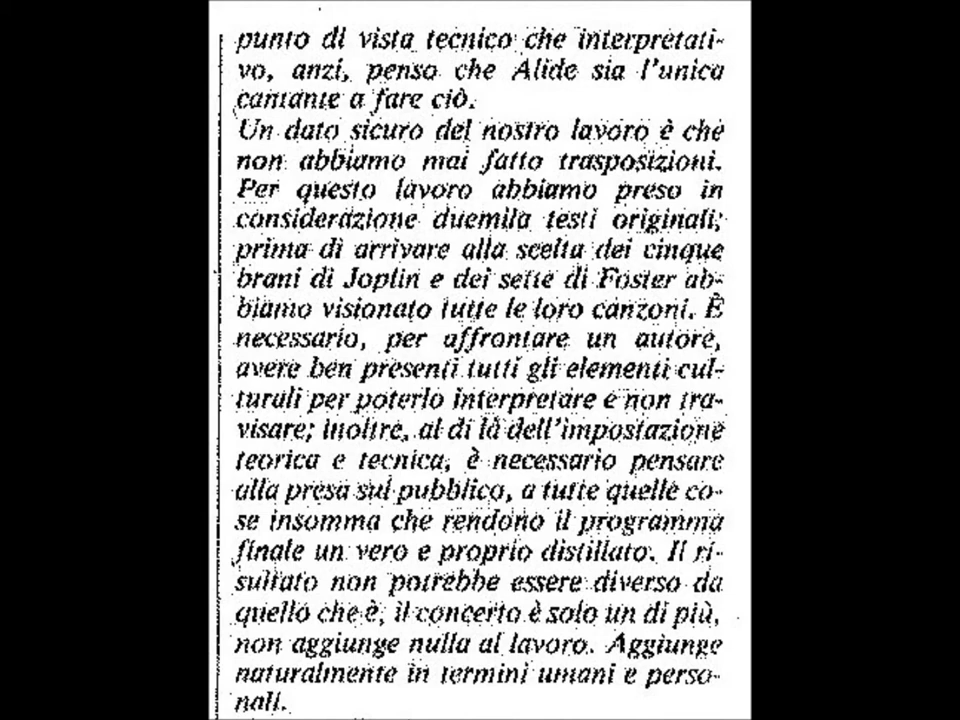 punto di vista tecnico che interpretati-
vo, anzi, penso che Alide sia l'unica
cantante a fare ciò.
Un dato sicuro del nostro lavoro è che
non abbiamo mai fatto trasposizioni.
Per questo lavoro abbiamo preso in
considerazione duemila testi originali;
prima di arrivare alla scelta dei cinque
brani di Joplin e dei sette di Foster ab-
biamo visionato tutte le loro canzoni. È
necessario, per affrontare un autore,
avere ben presenti tutti gli elementi cul-
turali per poterlo interpretare e non tra-
visare; inoltre, al di là dell'impostazione
teorica e tecnica, è necessario pensare
alla presa sul pubblico, a tutte quelle co-
se insomma che rendono il programma
finale un vero e proprio distillato. Il ri-
sultato non potrebbe essere diverso da
quello che è, il concerto è solo un di più,
non aggiunge nulla al lavoro. Aggiunge
naturalmente in termini umani e perso-
nali.